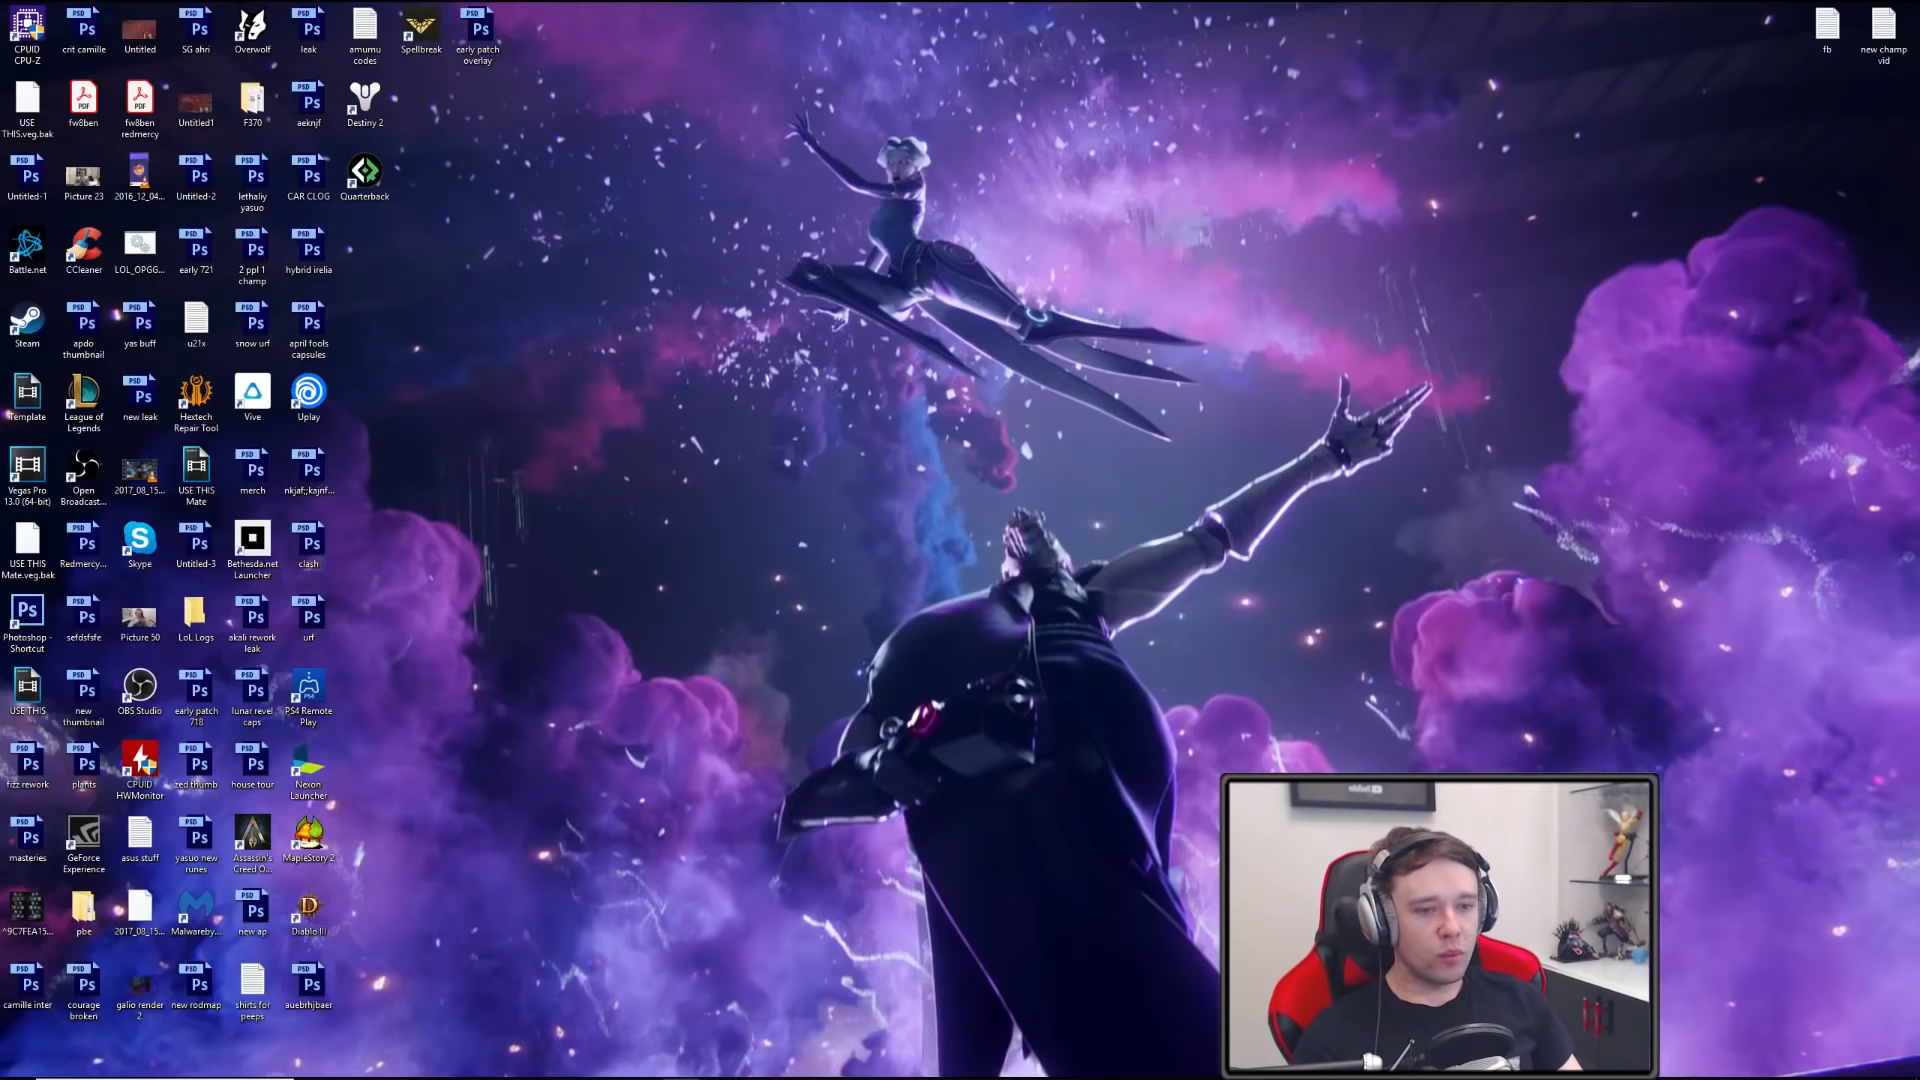 CPUID
CPU-Z
crit camille
Untitled
SG ahri
Overwolf
leak
amumu
codes
Spellbreak
early patch
overlay
fb
new champ
vid
USE
THIS.veg.bak
fw8ben
fw8ben
redmercy
Untitled1
F370
aeknjf
Destiny 2
Untitled-1
Picture 23
2016_12_04...
Untitled-2
lethaliy
yasuo
CAR CLOG
Quarterback
Battle.net
CCleaner
LOL_OPGG...
early 721
2 ppl 1
champ
hybrid irelia
Steam
apdo
thumbnail
yas buff
u21x
snow urf
april fools
capsules
Template
League of
Legends
new leak
Hextech
Repair Tool
Vive
Uplay
Vegas Pro
13.0 (64-bit)
Open
Broadcast...
2017_08_15...
USE THIS
Mate
merch
nkjaf;;kajnf...
USE THIS
Mate.veg.bak
Redmercy...
Skype
Untitled-3
Bethesda.net
Launcher
clash
Photoshop -
Shortcut
sefdsfsfe
Picture 50
LoL Logs
akali rework
leak
urf
USE THIS
new
thumbnail
OBS Studio
early patch
718
lunar revel
caps
PS4 Remote
Play
fizz rework
plants
CPUID
HWMonitor
zed thumb
house tour
Nexon
Launcher
masteries
GeForce
Experience
asus stuff
yasuo new
runes
Assassin's
Creed O...
MapleStory 2
^9C7FEA15...
pbe
2017_08_15...
Malwareby...
new ap
Diablo III
camille inter
courage
broken
galio render
2
new rodmap
shirts for
peeps
auebrhjbaer